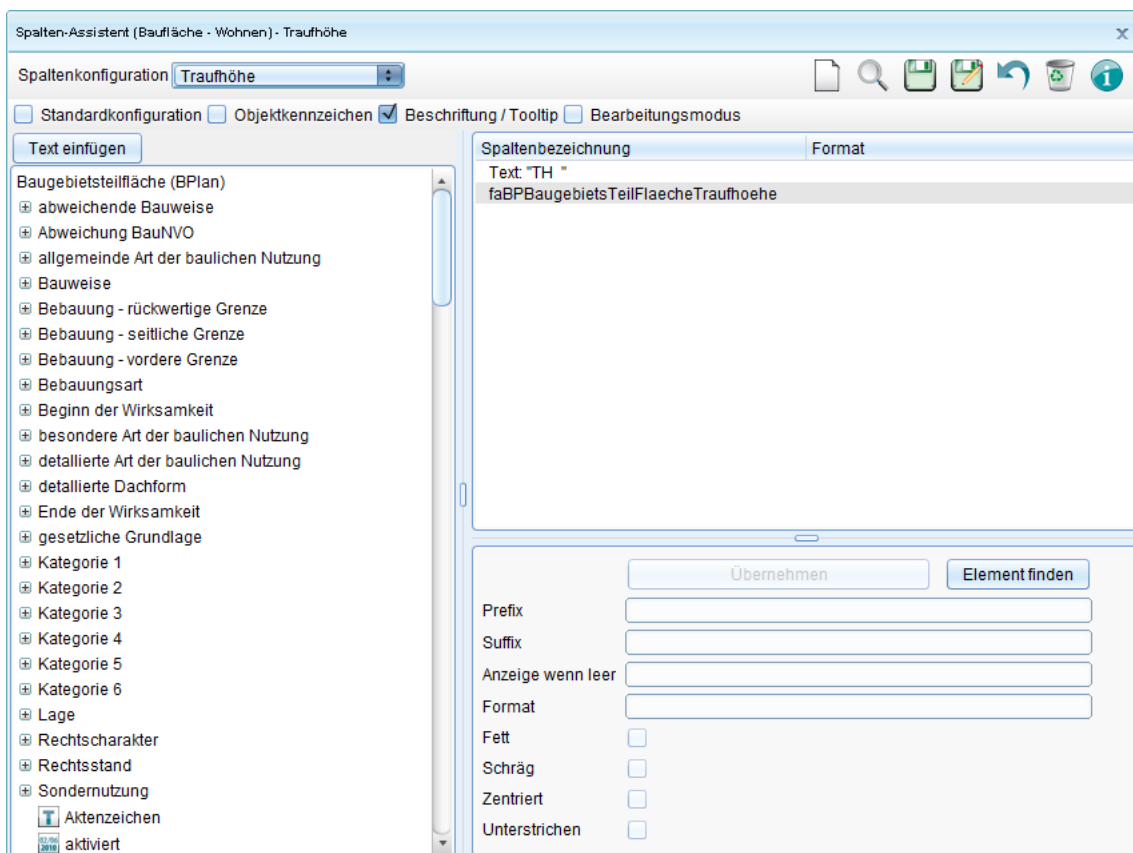 Spalten-Assistent (Baufläche - Wohnen) - Traufhöhe x
Spaltenkonfiguration Traufhöhe
Standardkonfiguration Objektkennzeichen Beschriftung / Tooltip Bearbeitungsmodus
Text einfügen
Baugebietsteilfläche (BPlan)
abweichende Bauweise
Abweichung BauNVO
allgemeine Art der baulichen Nutzung
Bauweise
Bebauung - rückwertige Grenze
Bebauung - seitliche Grenze
Bebauung - vordere Grenze
Bebauungsart
Beginn der Wirksamkeit
besondere Art der baulichen Nutzung
detallierte Art der baulichen Nutzung
detallierte Dachform
Ende der Wirksamkeit
gesetzliche Grundlage
Kategorie 1
Kategorie 2
Kategorie 3
Kategorie 4
Kategorie 5
Kategorie 6
Lage
Rechtscharakter
Rechtsstand
Sondernutzung
T Aktenzeichen
02/06 2010 aktiviert
Spaltenbezeichnung Format
Text: "TH  "
faBPBaugebietsTeilFlaecheTraufhoehe
Übernehmen Element finden
Prefix
Suffix
Anzeige wenn leer
Format
Fett
Schräg
Zentriert
Unterstrichen